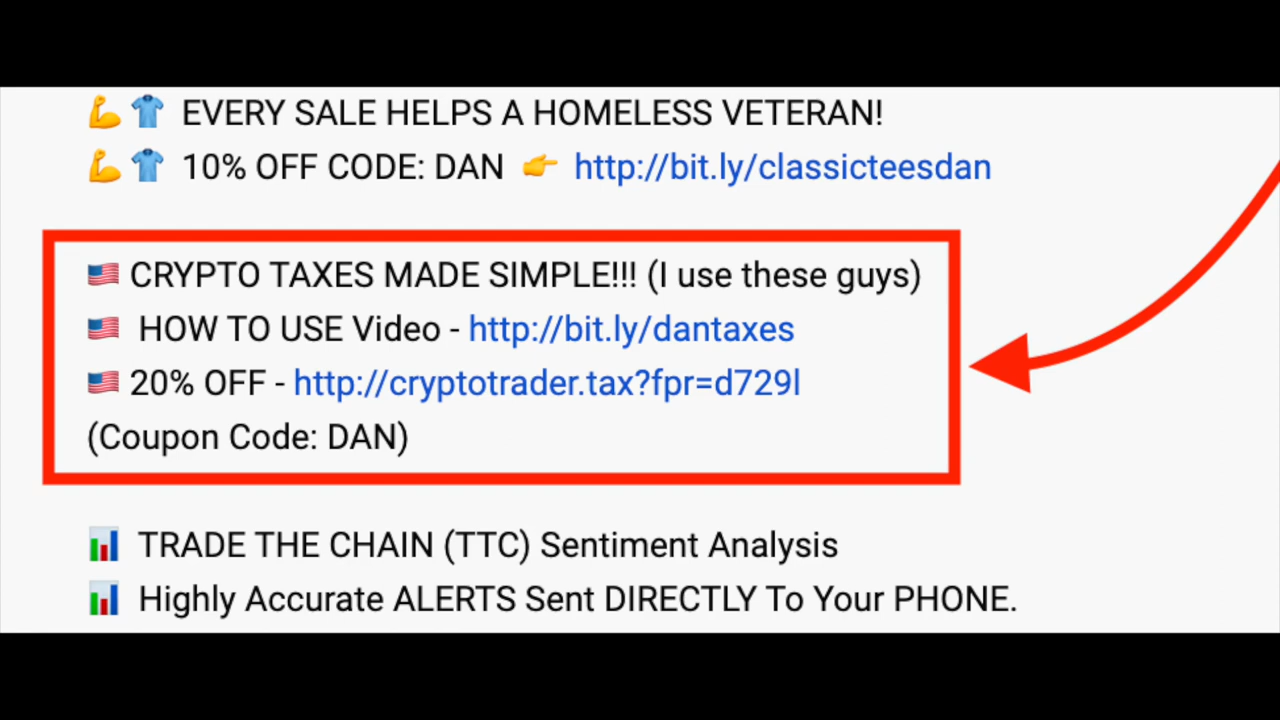 💪👕 EVERY SALE HELPS A HOMELESS VETERAN!
💪👕 10% OFF CODE: DAN 👉 http://bit.ly/classicteesdan
🇺🇸 CRYPTO TAXES MADE SIMPLE!!! (I use these guys)
🇺🇸 HOW TO USE Video - http://bit.ly/dantaxes
🇺🇸 20% OFF - http://cryptotrader.tax?fpr=d729l
(Coupon Code: DAN)
📊 TRADE THE CHAIN (TTC) Sentiment Analysis
📊 Highly Accurate ALERTS Sent DIRECTLY To Your PHONE.